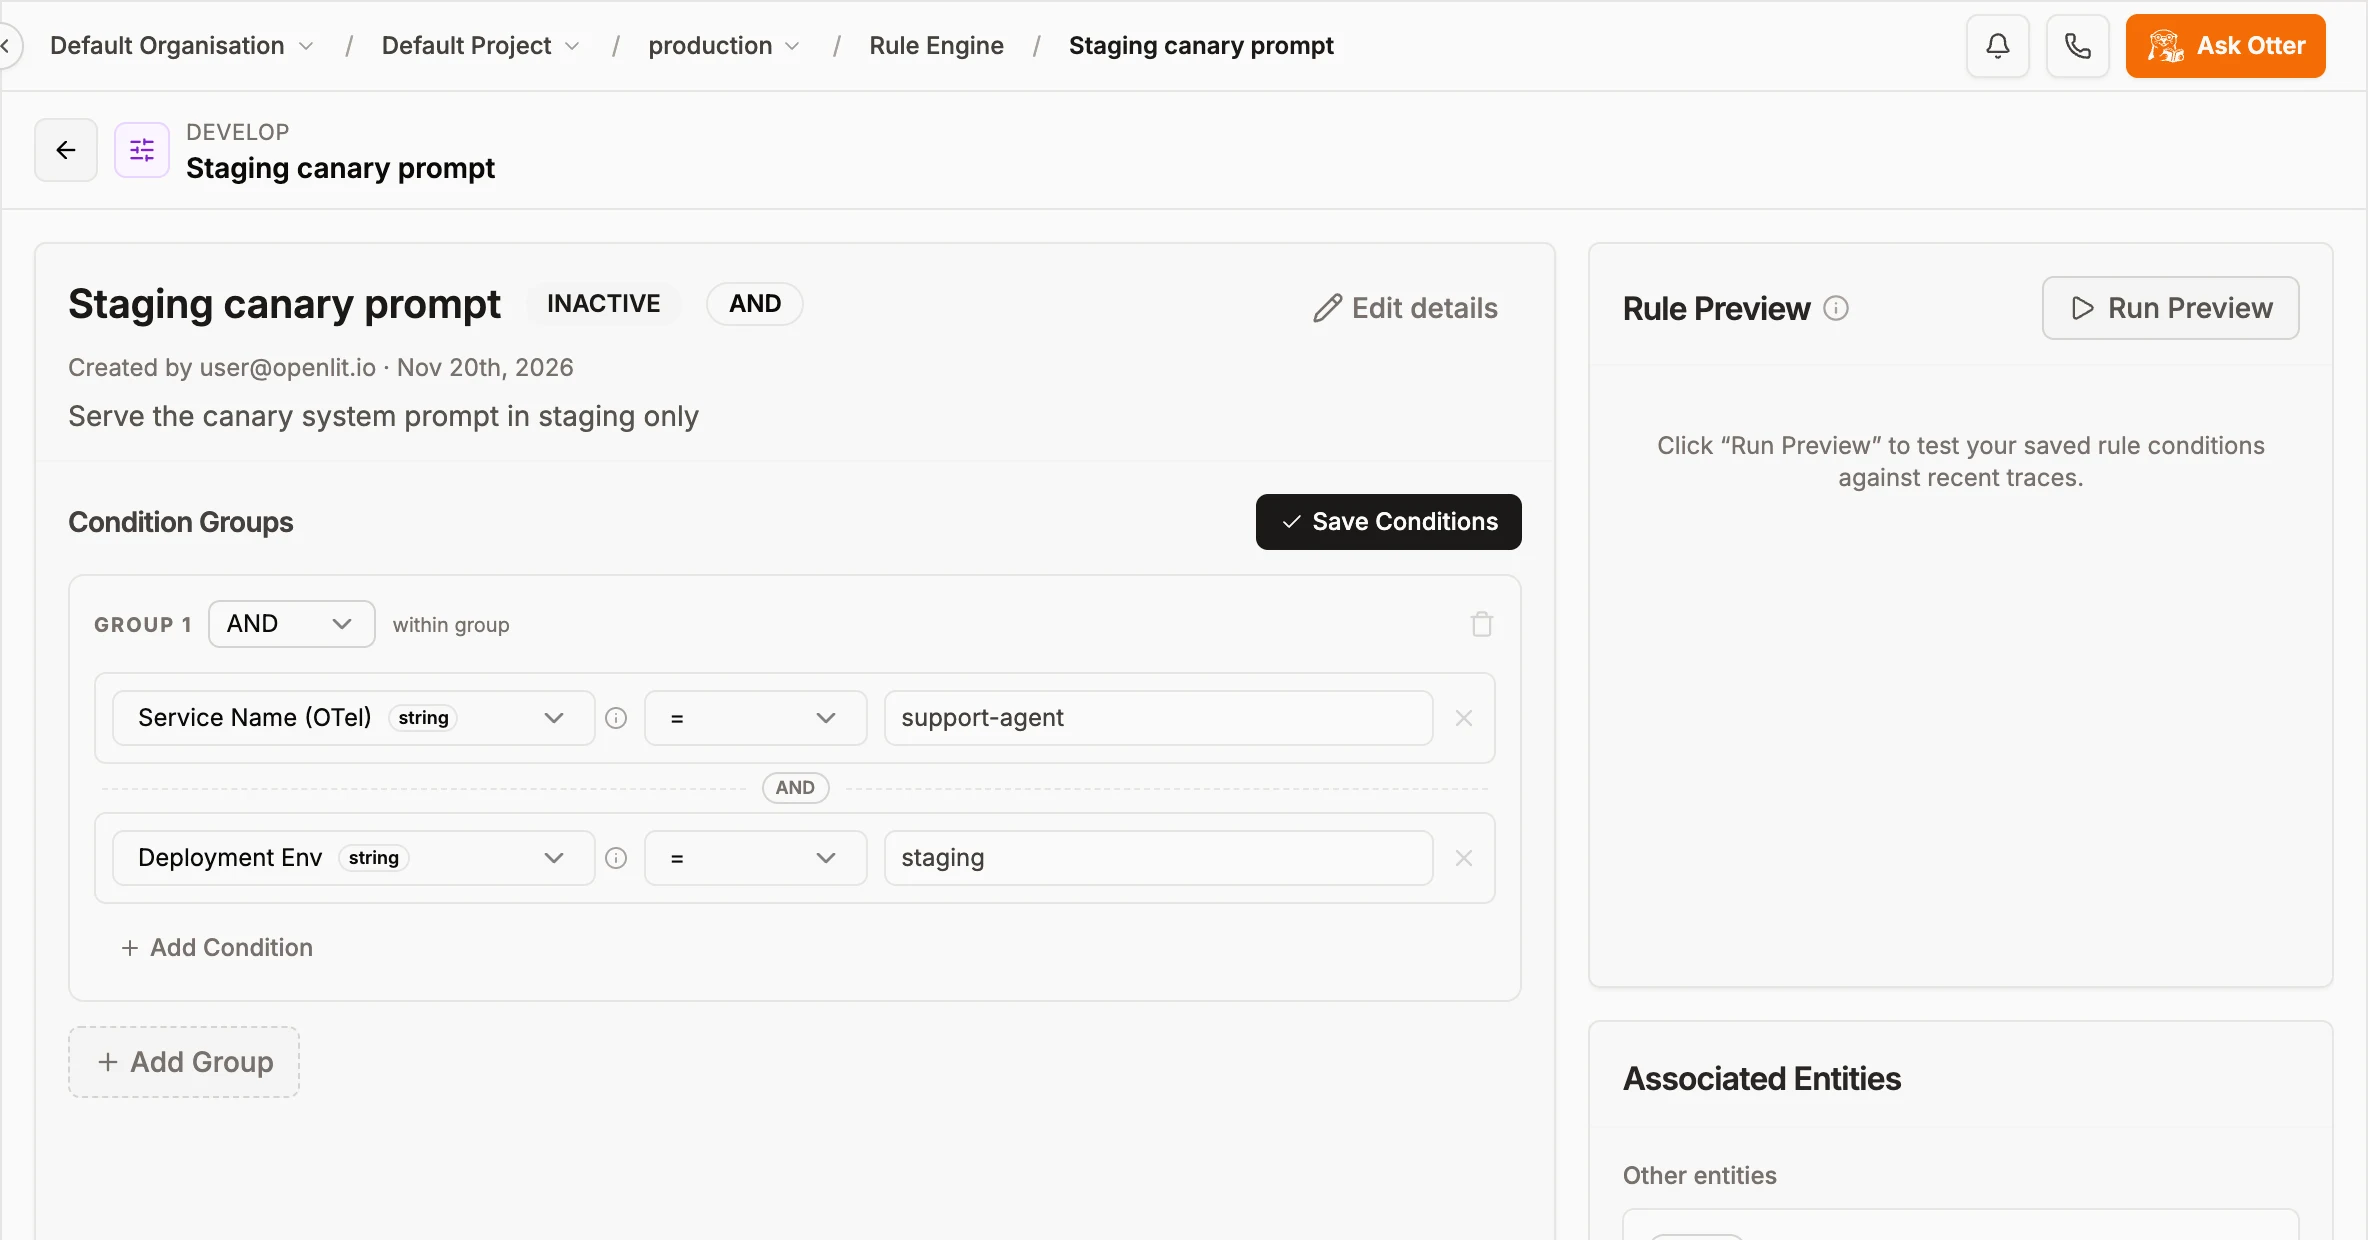 Default Organisation / Default Project / production / Rule Engine / Staging canary prompt
Ask Otter
DEVELOP
Staging canary prompt
Staging canary prompt INACTIVE AND
Edit details
Created by user@openlit.io · Nov 20th, 2026
Serve the canary system prompt in staging only
Condition Groups
Save Conditions
GROUP 1 AND within group
Service Name (OTel) string = support-agent
AND
Deployment Env string = staging
+ Add Condition
+ Add Group
Rule Preview
Run Preview
Click “Run Preview” to test your saved rule conditions
against recent traces.
Associated Entities
Other entities